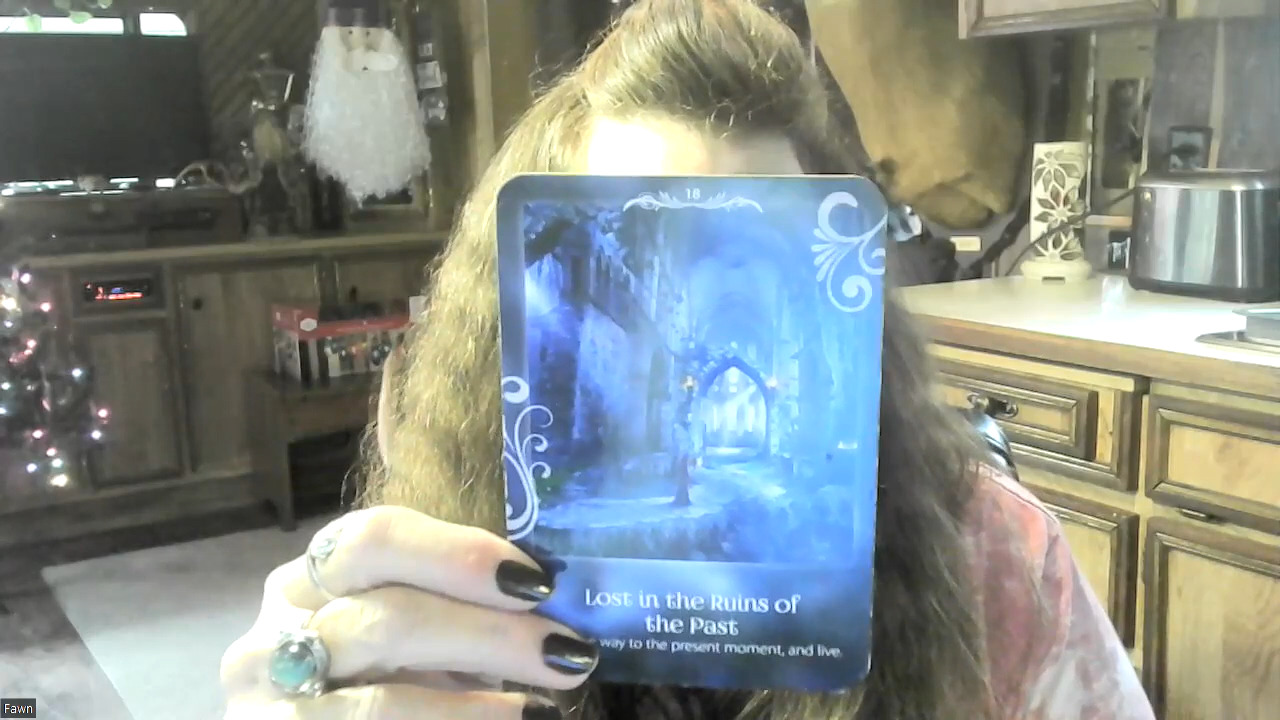 18
Lost in the Ruins of
the Past
way to the present moment, and live.
Fawn